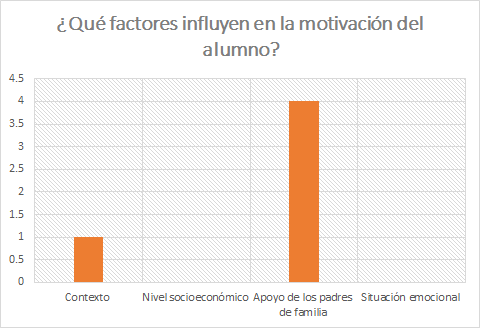 ¿Qué factores influyen en la motivación del
alumno?
4.5
4
3.5
3
2.5
2
1.5
1
0.5
0
Contexto
Nivel socioeconómico
Apoyo de los padres
de familia
Situación emocional